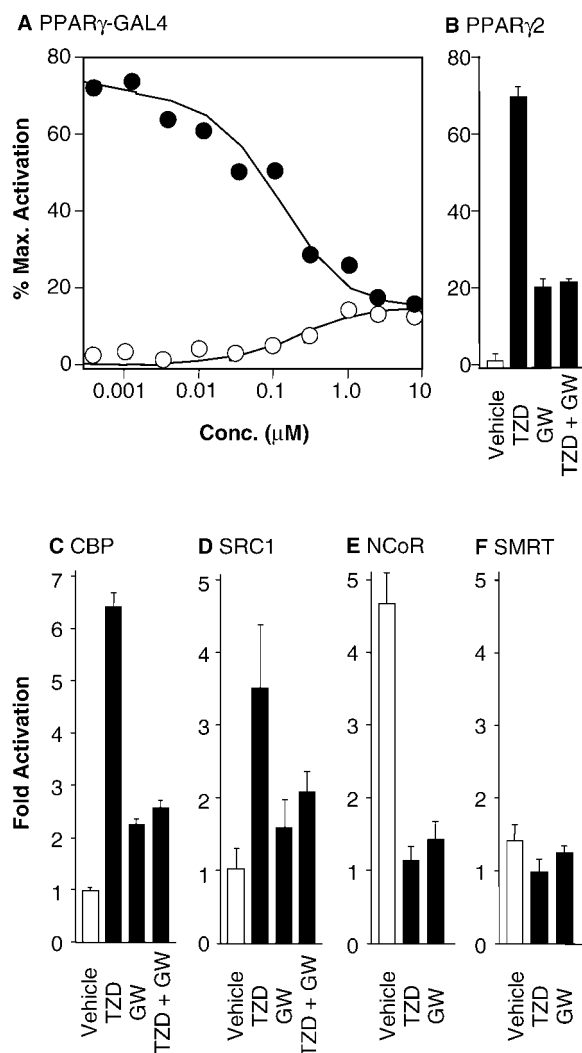 A PPARγ-GAL4
80
60
40
20
0
% Max. Activation
0.001
0.01
0.1
1.0
10
Conc. (μM)
B PPARγ2
80
60
40
20
0
Vehicle
TZD
GW
TZD + GW
Fold Activation
C CBP
7
6
5
4
3
2
1
0
Vehicle
TZD
GW
TZD + GW
D SRC1
5
4
3
2
1
0
Vehicle
TZD
GW
TZD + GW
E NCoR
5
4
3
2
1
0
Vehicle
TZD
GW
F SMRT
5
4
3
2
1
0
Vehicle
TZD
GW